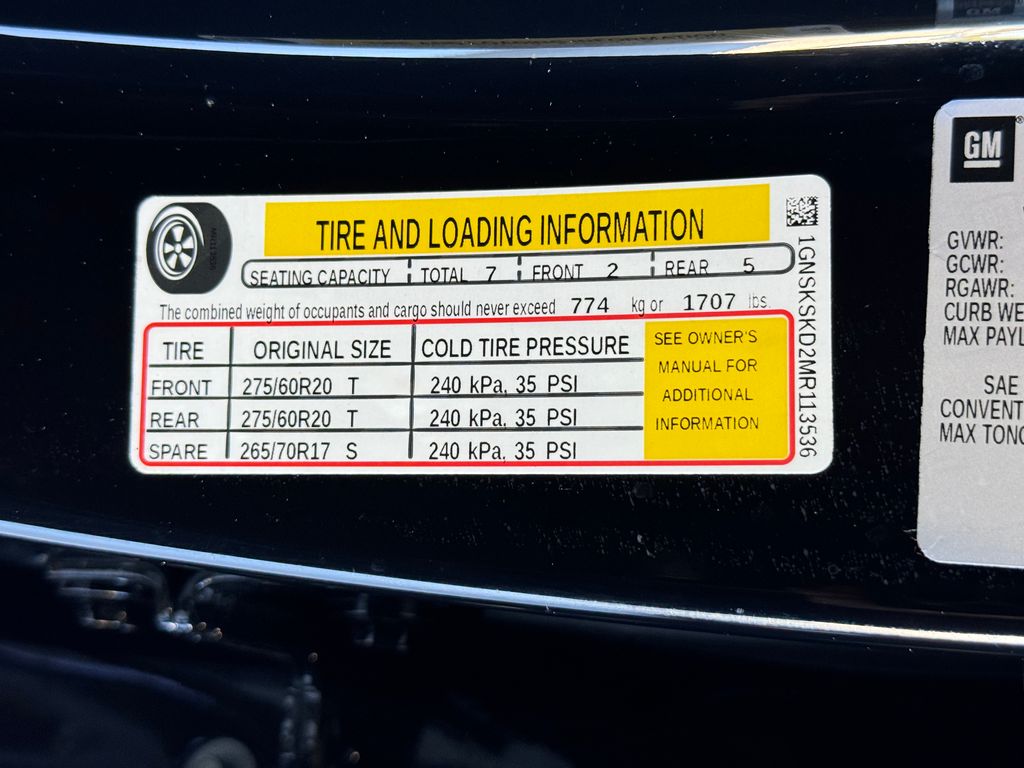 TIRE AND LOADING INFORMATION
SEATING CAPACITY TOTAL 7 FRONT 2 REAR 5
The combined weight of occupants and cargo should never exceed 774 kg or 1707 lbs.
TIRE ORIGINAL SIZE COLD TIRE PRESSURE
FRONT 275/60R20 T 240 kPa, 35 PSI
REAR 275/60R20 T 240 kPa, 35 PSI
SPARE 265/70R17 S 240 kPa, 35 PSI
SEE OWNER'S
MANUAL FOR
ADDITIONAL
INFORMATION
1GNSKSKD2MR113536
GM®
GVWR:
GCWR:
RGAWR:
CURB WE
MAX PAYL
SAE
CONVENT
MAX TONG